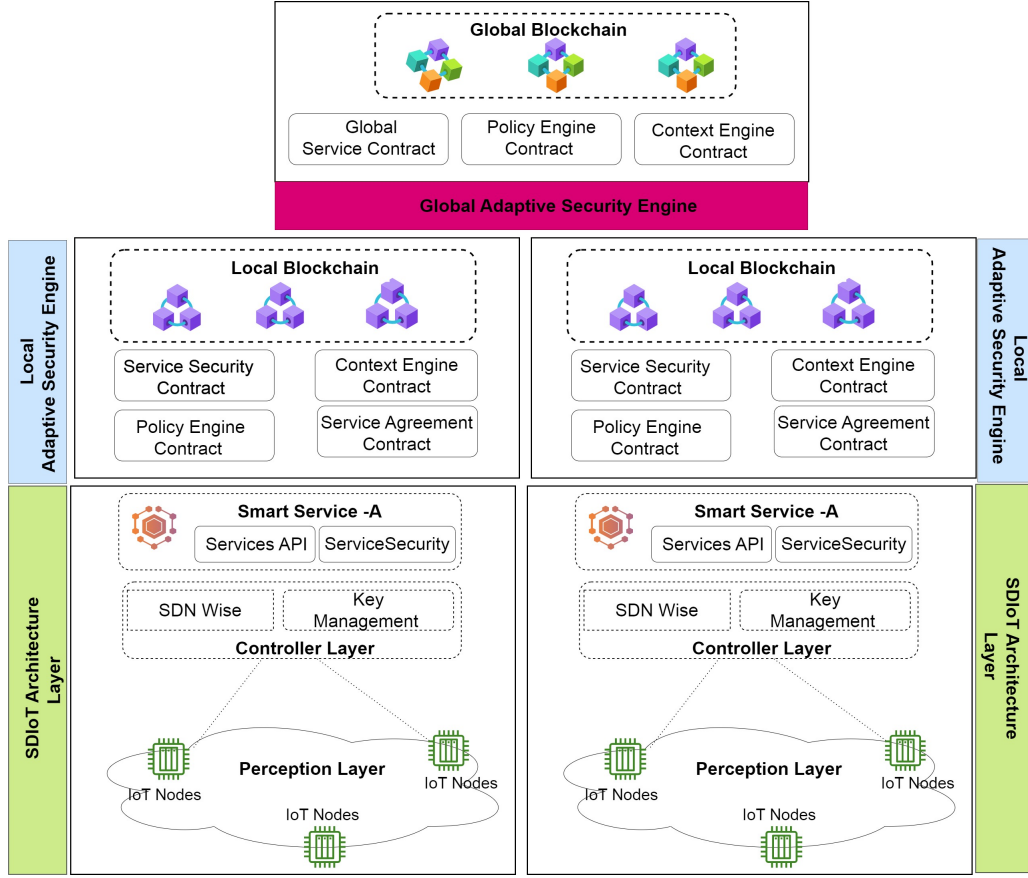 Global Blockchain
Global
Service Contract
Policy Engine
Contract
Context Engine
Contract
Global Adaptive Security Engine
Local
Adaptive Security Engine
Local Blockchain
Service Security
Contract
Context Engine
Contract
Policy Engine
Contract
Service Agreement
Contract
Local Blockchain
Service Security
Contract
Context Engine
Contract
Policy Engine
Contract
Service Agreement
Contract
Local
Adaptive Security Engine
SDIoT Architecture
Layer
Smart Service -A
Services API
ServiceSecurity
SDN Wise
Key
Management
Controller Layer
Perception Layer
IoT Nodes
IoT Nodes
IoT Nodes
Smart Service -A
Services API
ServiceSecurity
SDN Wise
Key
Management
Controller Layer
Perception Layer
IoT Nodes
IoT Nodes
IoT Nodes
SDIoT Architecture
Layer